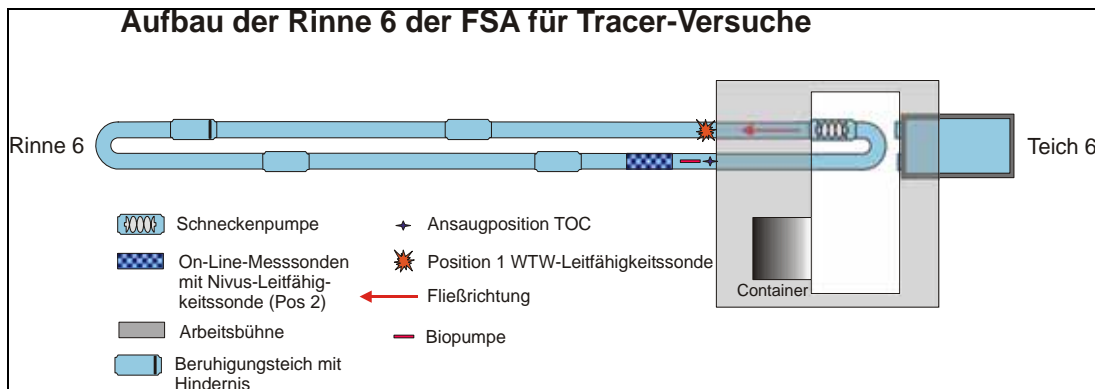 Aufbau der Rinne 6 der FSA für Tracer-Versuche
Rinne 6
Teich 6
Schneckenpumpe
On-Line-Messsonden
mit Nivus-Leitfähig-
keitssonde (Pos 2)
Arbeitsbühne
Beruhigungsteich mit
Hindernis
Ansaugposition TOC
Position 1 WTW-Leitfähigkeitssonde
Fließrichtung
Biopumpe
Container